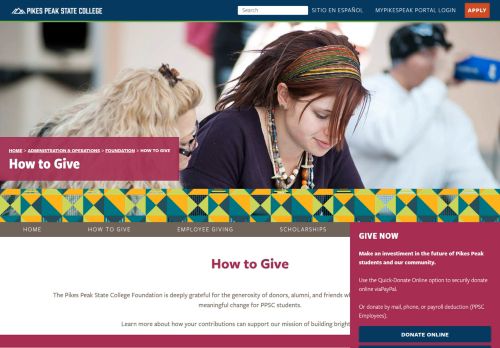 PIKES PEAK STATE COLLEGE
Search
SITIO EN ESPAÑOL
MYPIKESPEAK PORTAL LOGIN
APPLY
HOME > ADMINISTRATION & OPERATIONS > FOUNDATION > HOW TO GIVE
How to Give
HOME
HOW TO GIVE
EMPLOYEE GIVING
SCHOLARSHIPS
How to Give
The Pikes Peak State College Foundation is deeply grateful for the generosity of donors, alumni, and friends wh
meaningful change for PPSC students.
Learn more about how your contributions can support our mission of building bright
GIVE NOW
Make an investment in the future of Pikes Peak
students and our community.
Use the Quick-Donate Online option to securily donate
online viaPayPal.
Or donate by mail, phone, or payroll deduction (PPSC
Employees).
DONATE ONLINE